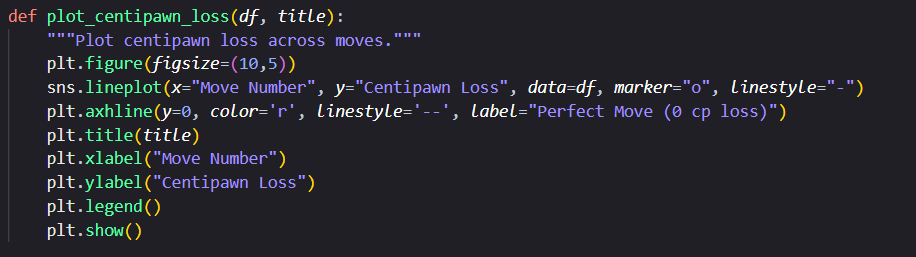 def plot_centipawn_loss(df, title):
    """Plot centipawn loss across moves."""
    plt.figure(figsize=(10,5))
    sns.lineplot(x="Move Number", y="Centipawn Loss", data=df, marker="o", linestyle="-")
    plt.axhline(y=0, color='r', linestyle='--', label="Perfect Move (0 cp loss)")
    plt.title(title)
    plt.xlabel("Move Number")
    plt.ylabel("Centipawn Loss")
    plt.legend()
    plt.show()